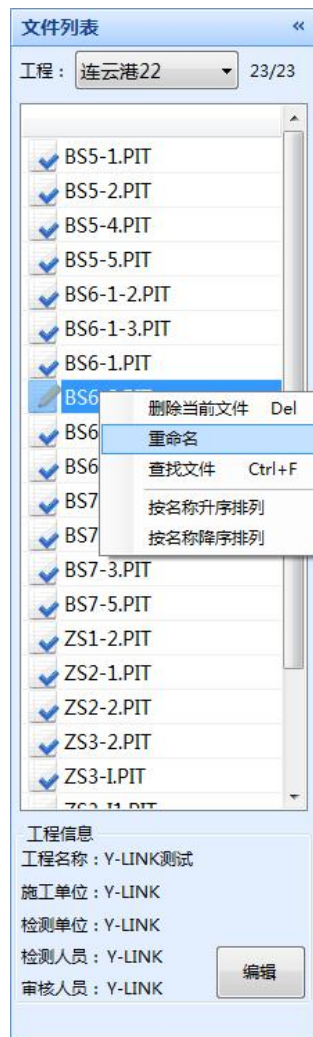 文件列表 «
工程： 连云港22 23/23
BS5-1.PIT
BS5-2.PIT
BS5-4.PIT
BS5-5.PIT
BS6-1-2.PIT
BS6-1-3.PIT
BS6-1.PIT
BS6
删除当前文件 Del
BS6
重命名
BS6
查找文件 Ctrl+F
BS7
按名称升序排列
BS7
按名称降序排列
BS7-3.PIT
BS7-5.PIT
ZS1-2.PIT
ZS2-1.PIT
ZS2-2.PIT
ZS3-2.PIT
ZS3-I.PIT
工程信息
工程名称：Y-LINK测试
施工单位：Y-LINK
检测单位：Y-LINK
检测人员：Y-LINK
审核人员：Y-LINK
编辑